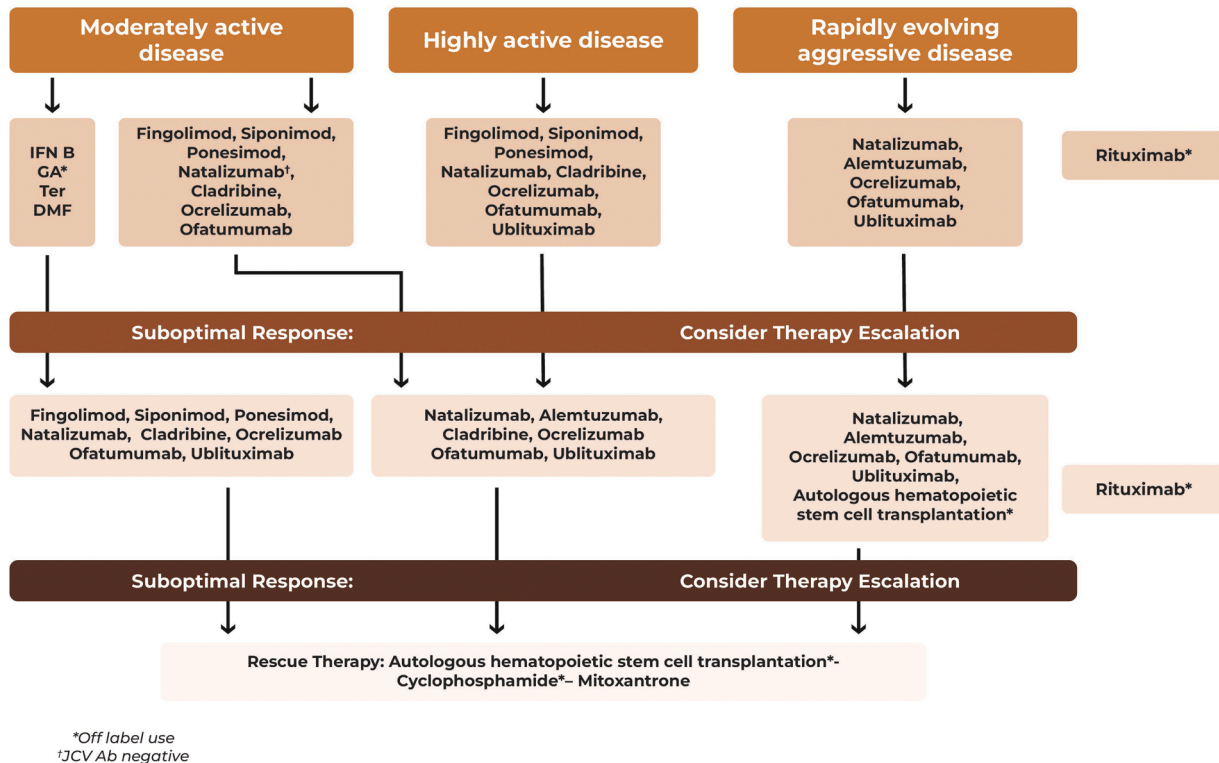 Moderately active
disease
Highly active disease
Rapidly evolving
aggressive disease
IFN B
GA*
Ter
DMF
Fingolimod, Siponimod,
Ponesimod,
Natalizumab†,
Cladribine,
Ocrelizumab,
Ofatumumab
Fingolimod, Siponimod,
Ponesimod,
Natalizumab, Cladribine,
Ocrelizumab,
Ofatumumab,
Ublituximab
Natalizumab,
Alemtuzumab,
Ocrelizumab,
Ofatumumab,
Ublituximab
Rituximab*
Suboptimal Response: Consider Therapy Escalation
Fingolimod, Siponimod, Ponesimod,
Natalizumab, Cladribine, Ocrelizumab
Ofatumumab, Ublituximab
Natalizumab, Alemtuzumab,
Cladribine, Ocrelizumab
Ofatumumab, Ublituximab
Natalizumab,
Alemtuzumab,
Ocrelizumab, Ofatumumab,
Ublituximab,
Autologous hematopoietic
stem cell transplantation*
Rituximab*
Suboptimal Response: Consider Therapy Escalation
Rescue Therapy: Autologous hematopoietic stem cell transplantation*-
Cyclophosphamide*– Mitoxantrone
*Off label use
†JCV Ab negative